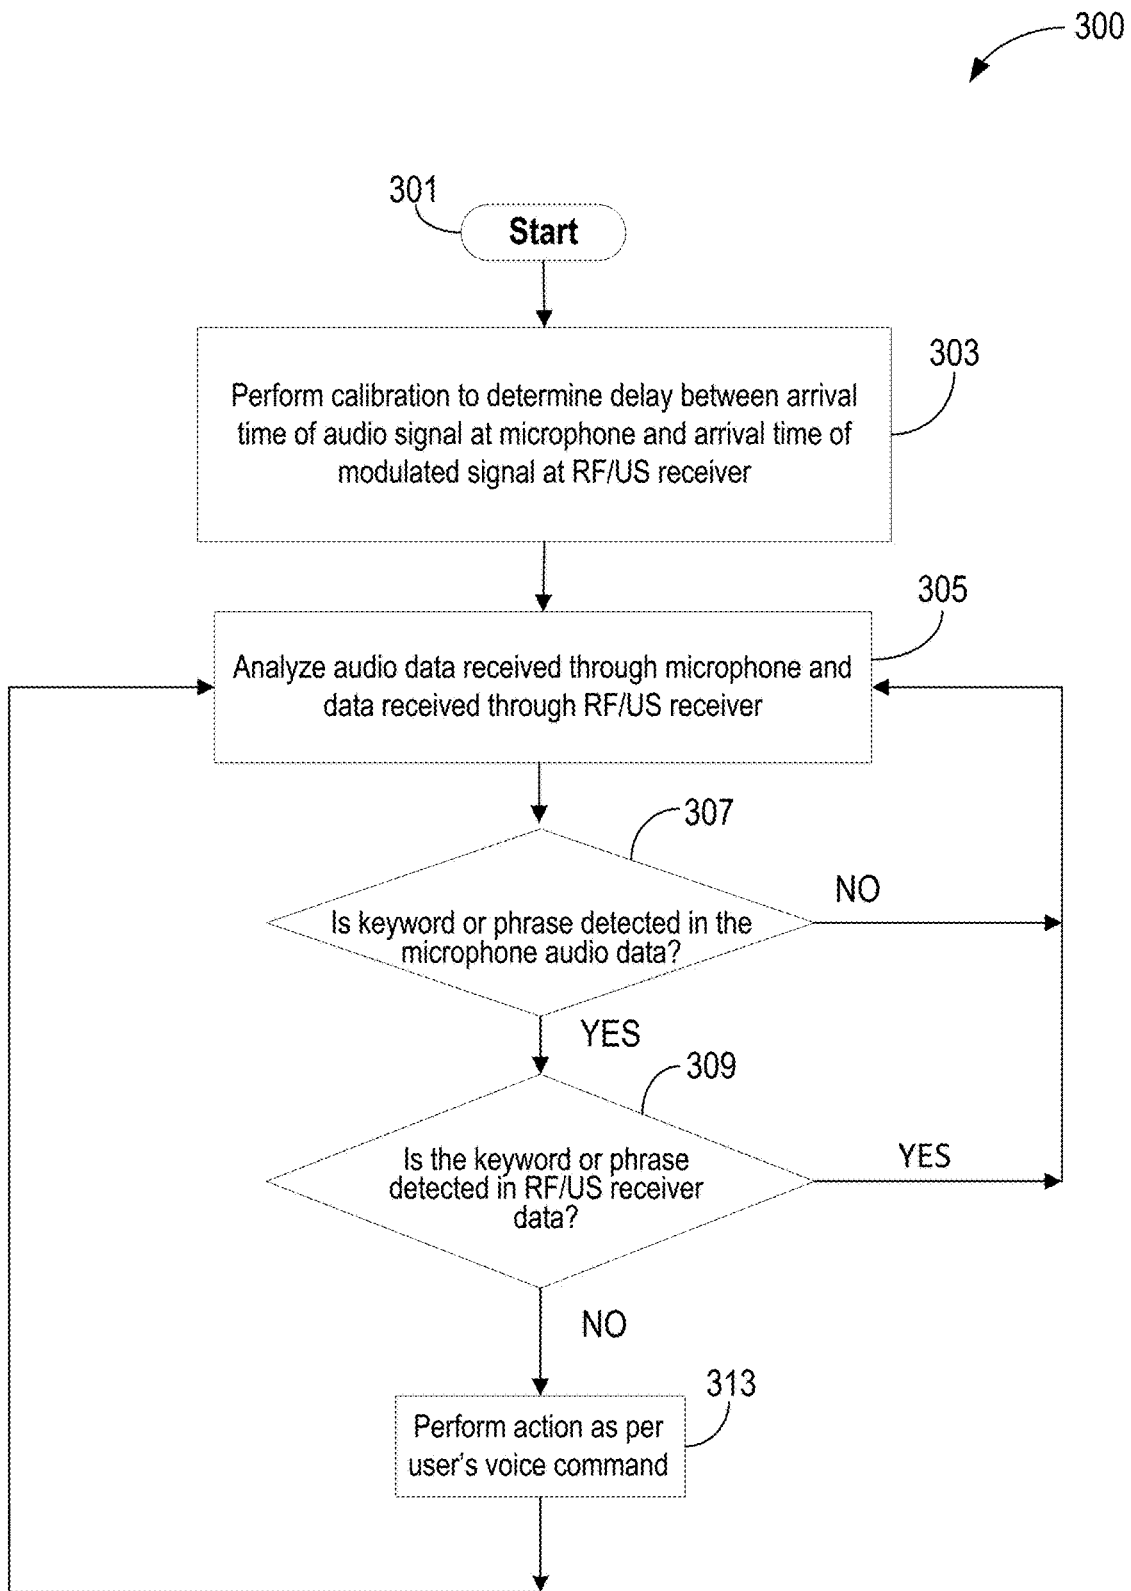 300
301
Start
303
Perform calibration to determine delay between arrival
time of audio signal at microphone and arrival time of
modulated signal at RF/US receiver
305
Analyze audio data received through microphone and
data received through RF/US receiver
307
NO
Is keyword or phrase detected in the
microphone audio data?
YES
309
Is the keyword or phrase
detected in RF/US receiver
data?
YES
NO
313
Perform action as per
user's voice command